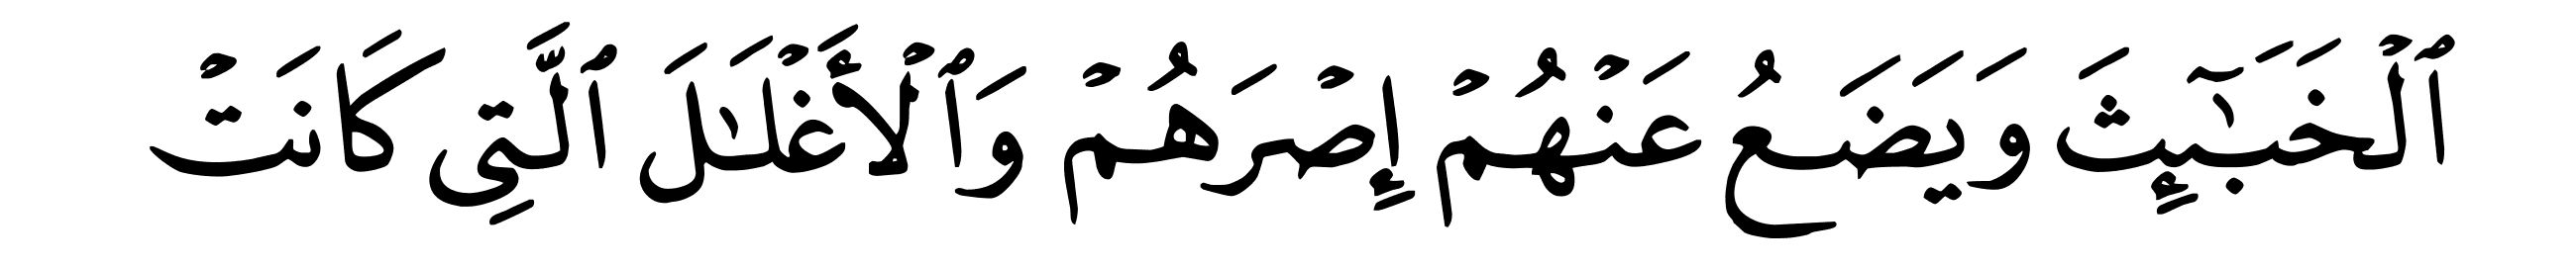 ٱلۡخَبَـٰٓئِثَ وَيَضَعُ عَنۡهُمۡ إِصۡرَهُمۡ وَٱلۡأَغۡلَـٰلَ ٱلَّتِي كَانَتۡ